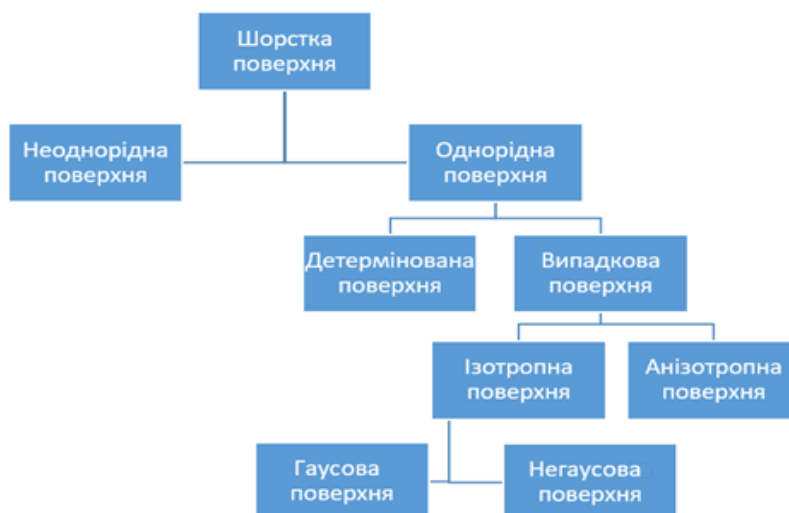 Шорстка
поверхня
Неоднорідна
поверхня
Однорідна
поверхня
Детермінована
поверхня
Випадкова
поверхня
Ізотропна
поверхня
Анізотропна
поверхня
Гаусова
поверхня
Негаусова
поверхня